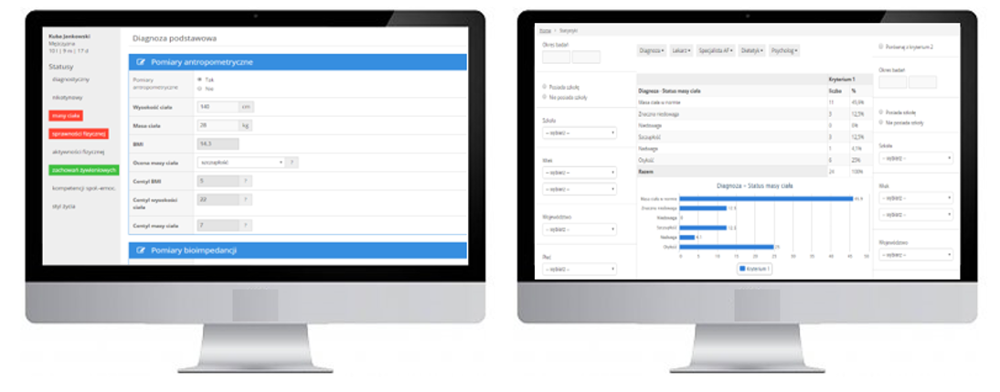 Kuba Jankowski
Mężczyzna
10 l | 9 m | 17 d
Statusy
diagnostyczny
nikotynowy
masy ciała
sprawności fizycznej
aktywności fizycznej
zachowań żywieniowych
kompetencji społ.-emoc.
styl życia
Diagnoza podstawowa
Pomiary antropometryczne
Pomiary
antropometryczne
Tak
Nie
Wysokość ciała 140 cm
Masa ciała 28 kg
BMI 14,3
Ocena masy ciała szczupłość ?
Centyl BMI 5 ?
Centyl wysokości
ciała 22 ?
Centyl masy ciała 7 ?
Pomiary bioimpedancji
Home > Statystyki
Okres badań
Posiada szkołę
Nie posiada szkoły
Szkoła
-- wybierz --
Wiek
-- wybierz --
-- wybierz --
Województwo
-- wybierz --
Płeć
-- wybierz --
Diagnoza Lekarz Specjalista AF Dietetyk Psycholog
Kryterium 1
Diagnoza - Status masy ciała liczba %
Masa ciała w normie 11 45,8%
Znaczna niedowaga 3 12,5%
Niedowaga 0 0%
Szczupłość 3 12,5%
Nadwaga 1 4,1%
Otyłość 6 25%
Razem 24 100%
Diagnoza – Status masy ciała
Masa ciała w normie 45,8
Znaczna niedowaga 12,5
Niedowaga 0
Szczupłość 12,5
Nadwaga 4,1
Otyłość 25
0 5 10 15 20 25 30 35 40 45 50
Kryterium 1
Porównaj z kryterium 2
Okres badań
Posiada szkołę
Nie posiada szkoły
Szkoła
-- wybierz --
Wiek
-- wybierz --
-- wybierz --
Województwo
-- wybierz --